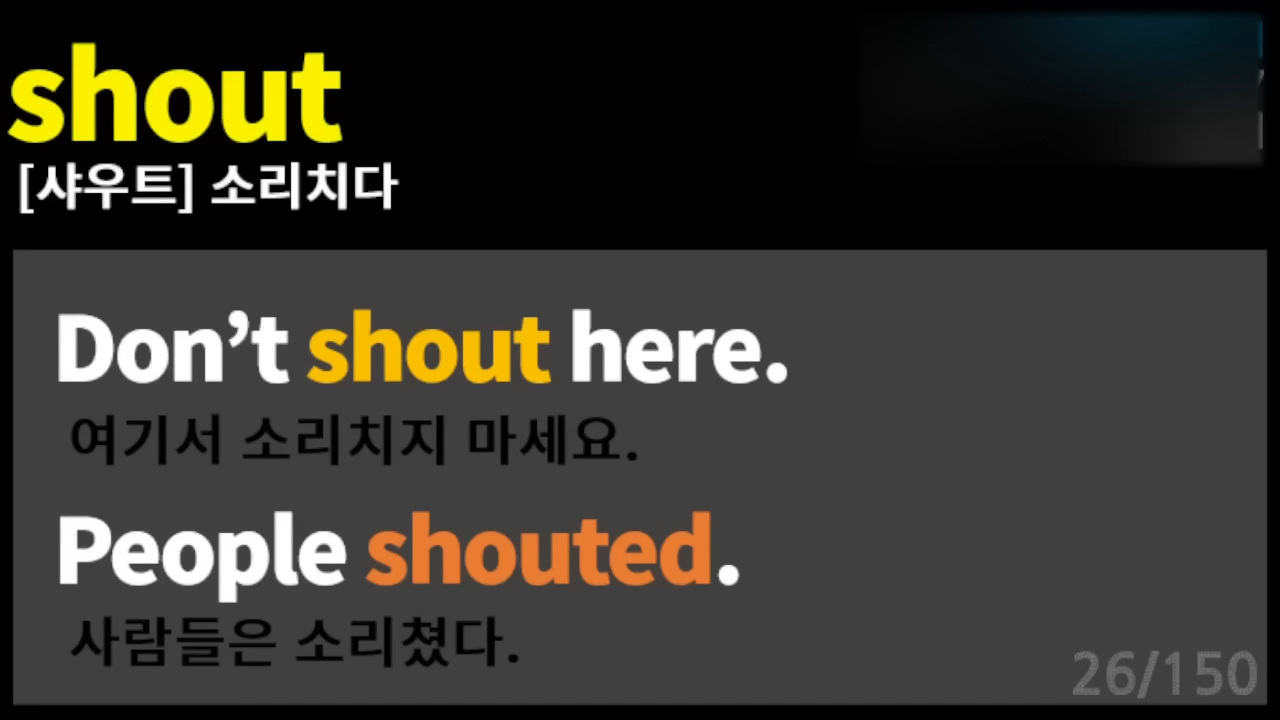 shout
[샤우트] 소리치다
Don’t shout here.
여기서 소리치지 마세요.
People shouted.
사람들은 소리쳤다.
26/150